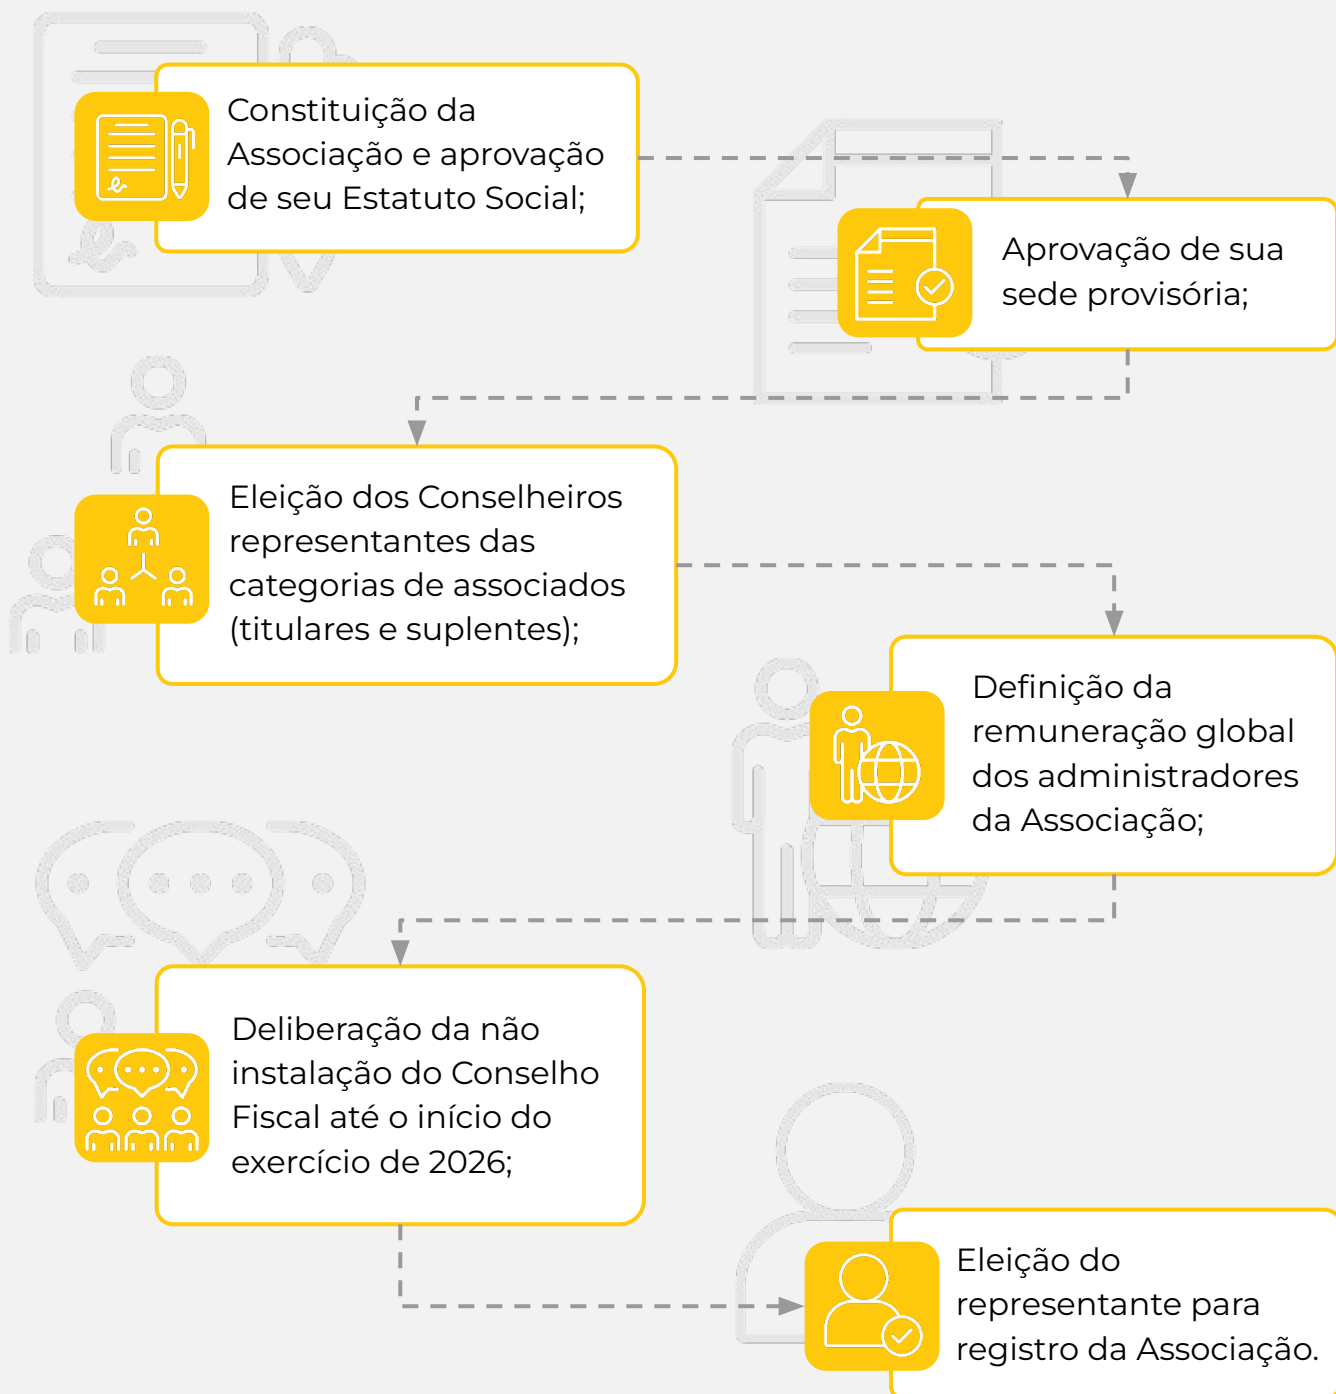 Constituição da
Associação e aprovação
de seu Estatuto Social;
Aprovação de sua
sede provisória;
Eleição dos Conselheiros
representantes das
categorias de associados
(titulares e suplentes);
Definição da
remuneração global
dos administradores
da Associação;
Deliberação da não
instalação do Conselho
Fiscal até o início do
exercício de 2026;
Eleição do
representante para
registro da Associação.